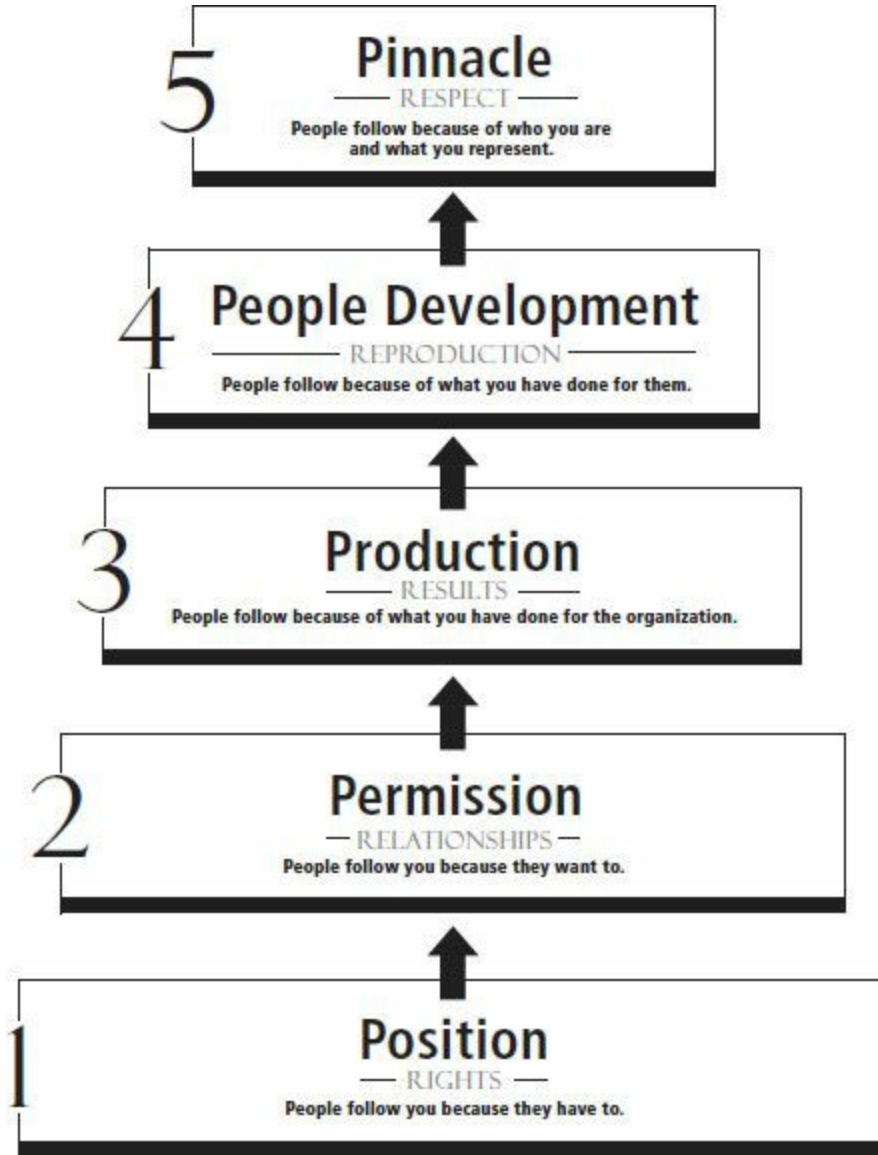 5
Pinnacle
RESPECT
People follow because of who you are
and what you represent.
4
People Development
REPRODUCTION
People follow because of what you have done for them.
3
Production
RESULTS
People follow because of what you have done for the organization.
2
Permission
RELATIONSHIPS
People follow you because they want to.
1
Position
RIGHTS
People follow you because they have to.